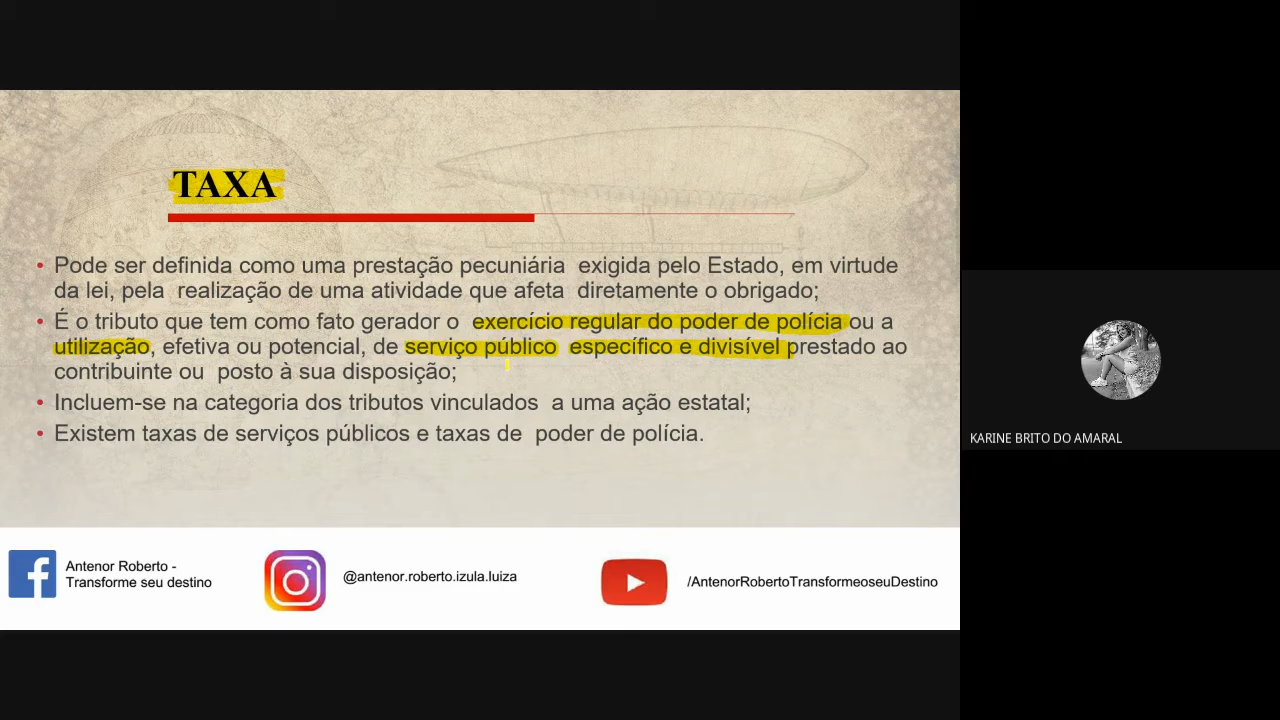 TAXA
• Pode ser definida como uma prestação pecuniária exigida pelo Estado, em virtude
da lei, pela realização de uma atividade que afeta diretamente o obrigado;
• É o tributo que tem como fato gerador o exercício regular do poder de polícia ou a
utilização, efetiva ou potencial, de serviço público específico e divisível prestado ao
contribuinte ou posto à sua disposição;
• Incluem-se na categoria dos tributos vinculados a uma ação estatal;
• Existem taxas de serviços públicos e taxas de poder de polícia.
KARINE BRITO DO AMARAL
Antenor Roberto -
Transforme seu destino
@antenor.roberto.izula.luiza
/AntenorRobertoTransformeoseuDestino